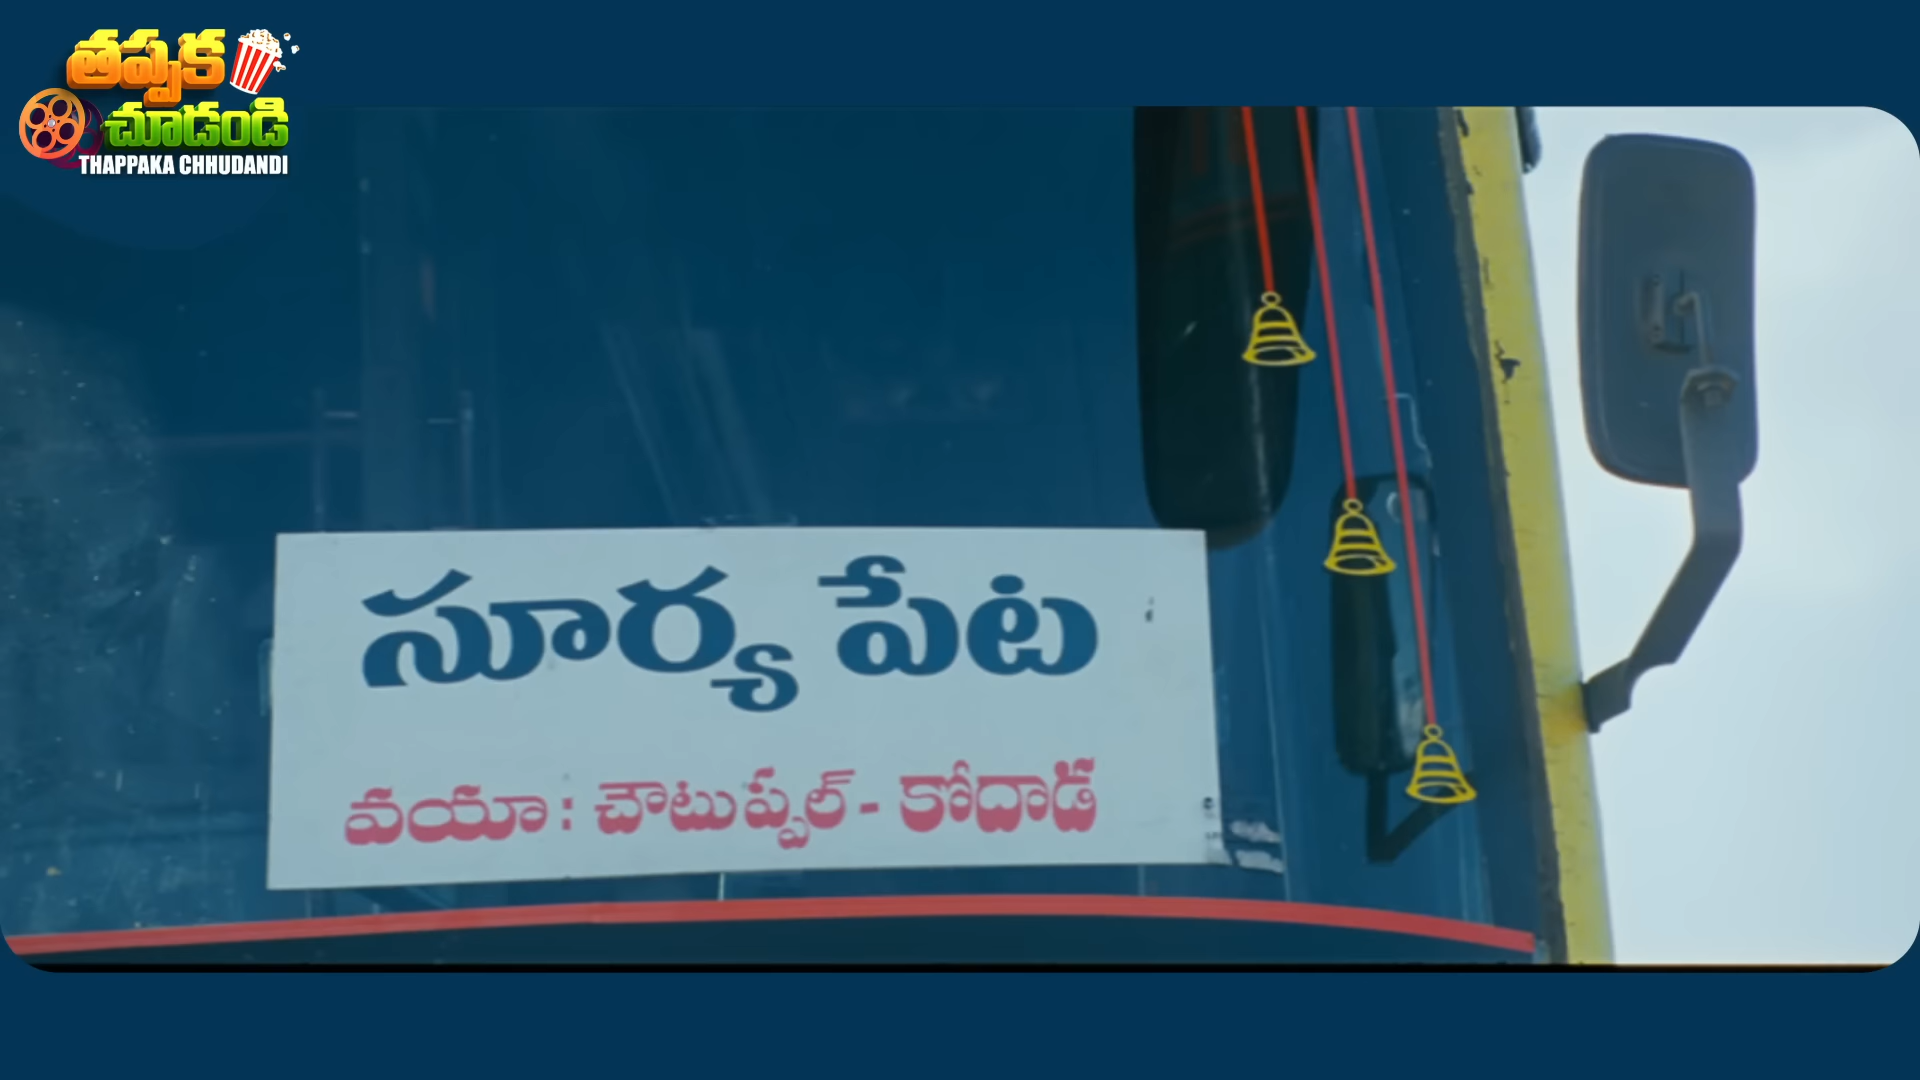 తప్పక
చూడండి
THAPPAKA CHHUDANDI
సూర్య పేట
వయా: చౌటుప్పల్- కోదాడ